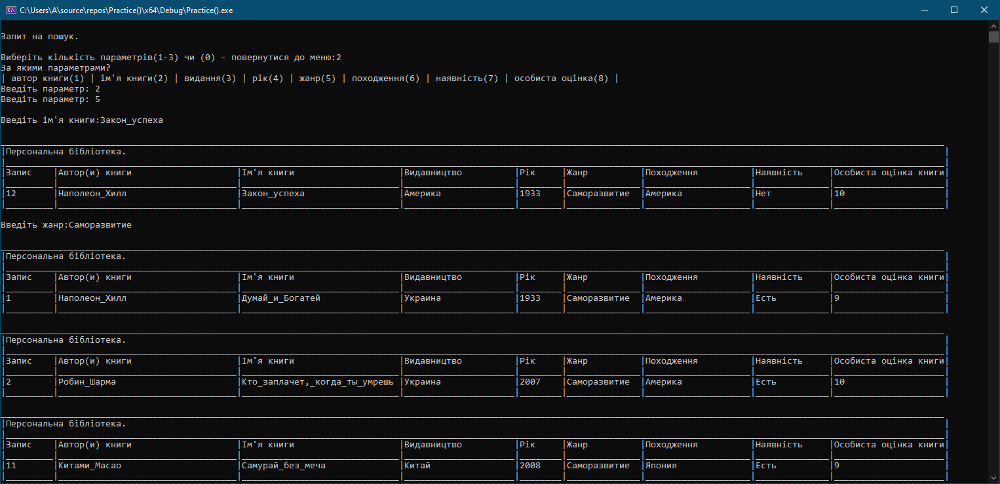 C:\Users\A\source\repos\Practice()\x64\Debug\Practice().exe
Запит на пошук.
Виберіть кількість параметрів(1-3) чи (0) - повернутися до меню:2
За якими параметрами?
| автор книги(1) | ім'я книги(2) | видання(3) | рік(4) | жанр(5) | походження(6) | наявність(7) | особиста оцінка(8) |
Введіть параметр: 2
Введіть параметр: 5
Введіть ім'я книги:Закон_успеха
|Персональна бібліотека. |
|Запис |Автор(и) книги |Ім'я книги |Видавництво |Рік |Жанр |Походження |Наявність |Особиста оцінка книги|
|12 |Наполеон_Хилл |Закон_успеха |Америка |1933 |Саморазвитие |Америка |Нет |10 |
Введіть жанр:Саморазвитие
|Персональна бібліотека. |
|Запис |Автор(и) книги |Ім'я книги |Видавництво |Рік |Жанр |Походження |Наявність |Особиста оцінка книги|
|1 |Наполеон_Хилл |Думай_и_Богатей |Украина |1933 |Саморазвитие |Америка |Есть |9 |
|Персональна бібліотека. |
|Запис |Автор(и) книги |Ім'я книги |Видавництво |Рік |Жанр |Походження |Наявність |Особиста оцінка книги|
|2 |Робин_Шарма |Кто_заплачет,_когда_ты_умрешь |Украина |2007 |Саморазвитие |Америка |Есть |10 |
|Персональна бібліотека. |
|Запис |Автор(и) книги |Ім'я книги |Видавництво |Рік |Жанр |Походження |Наявність |Особиста оцінка книги|
|11 |Китами_Масао |Самурай_без_меча |Китай |2008 |Саморазвитие |Япония |Есть |9 |